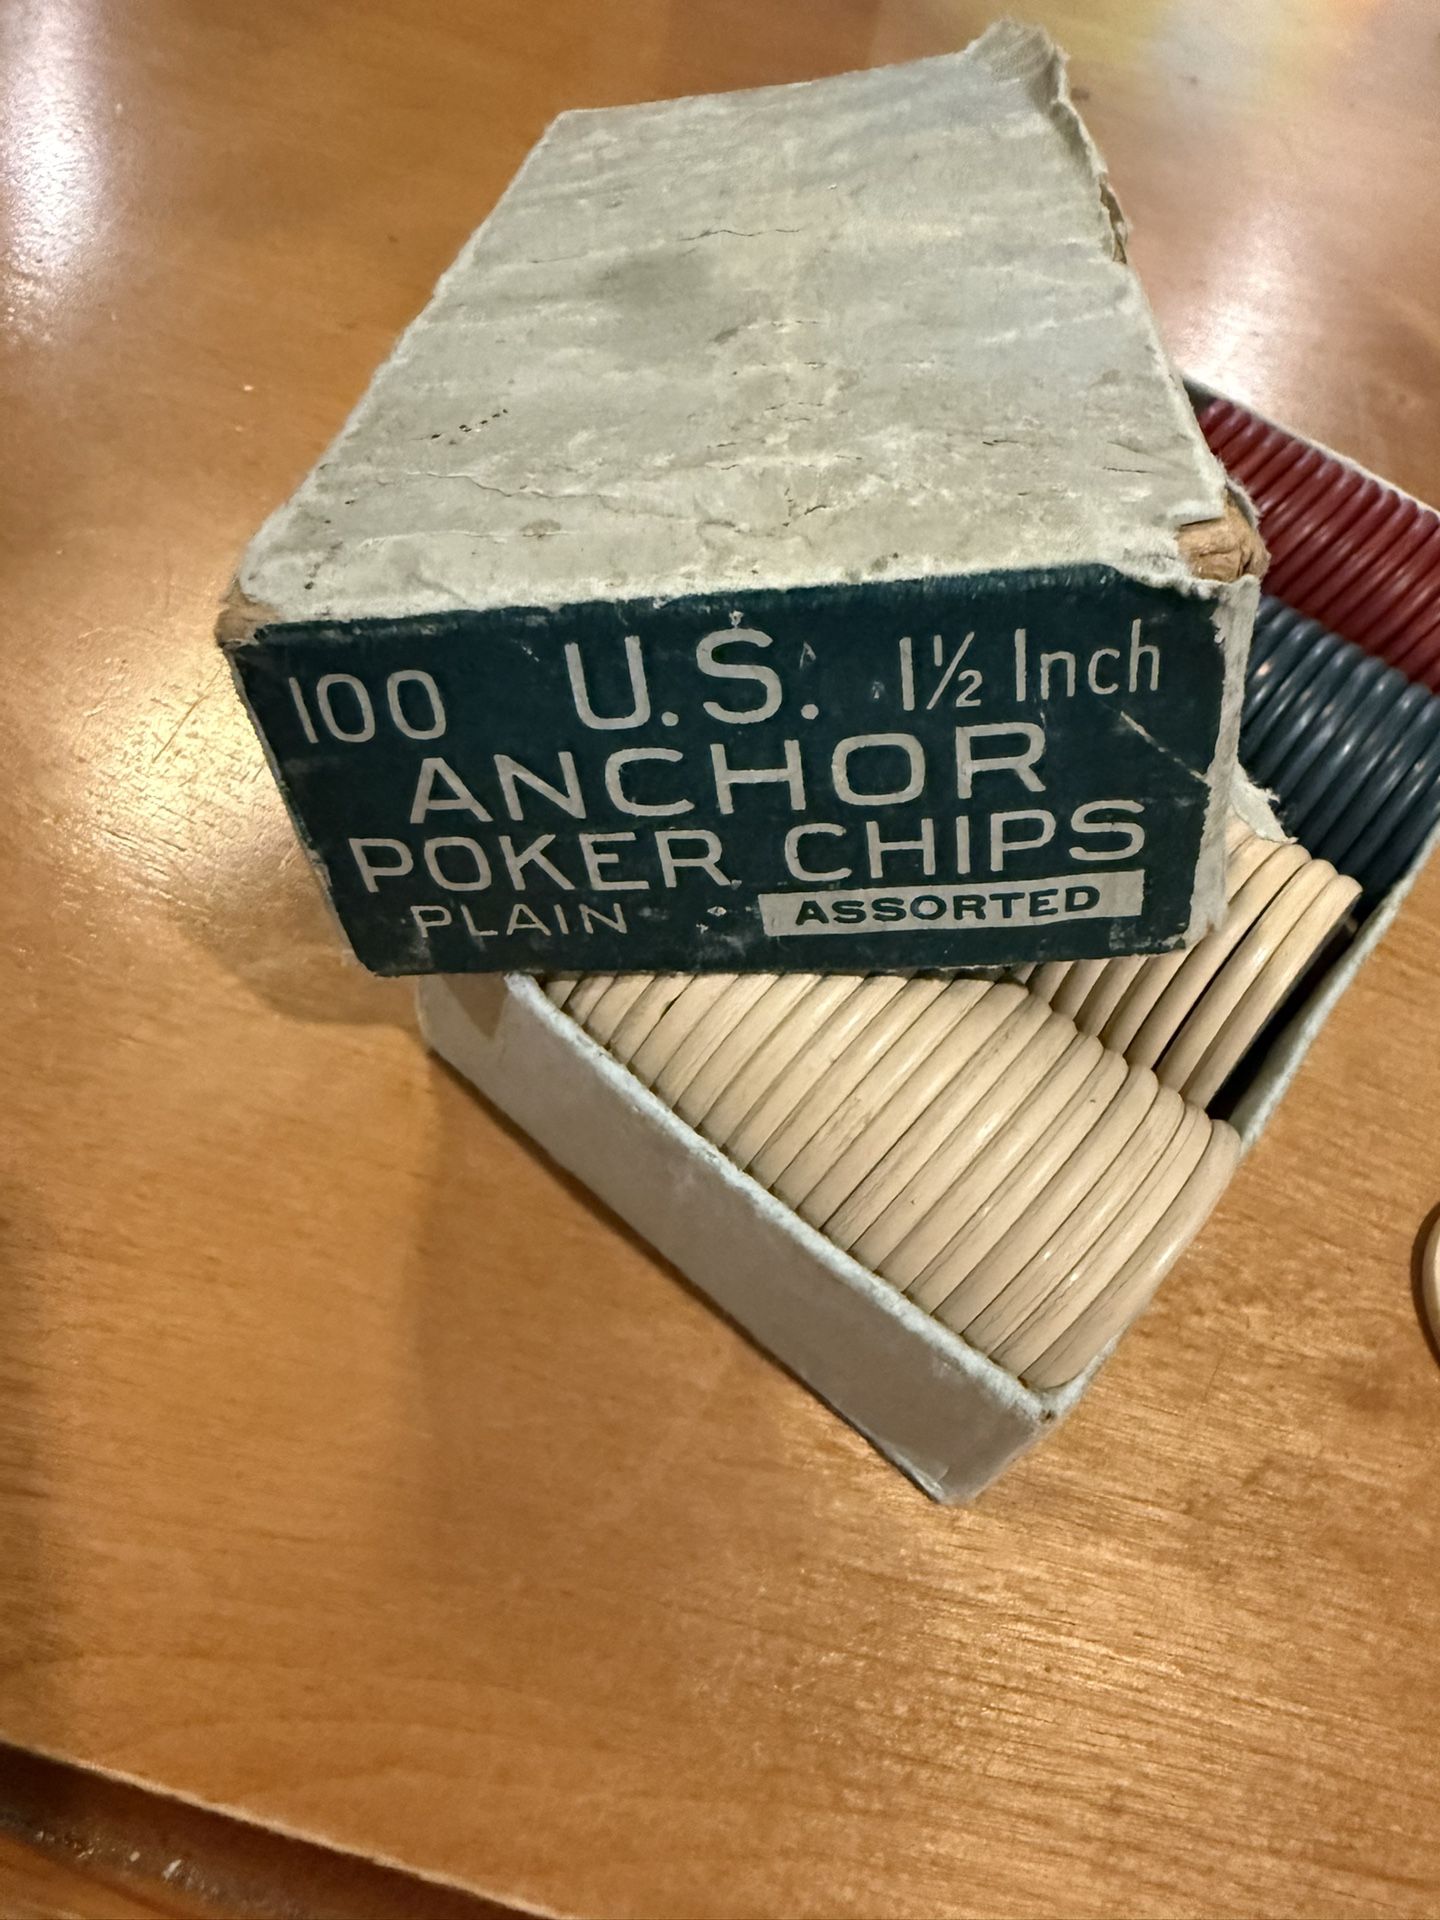 100 U.S. 1½ Inch
ANCHOR
POKER CHIPS
PLAIN ASSORTED